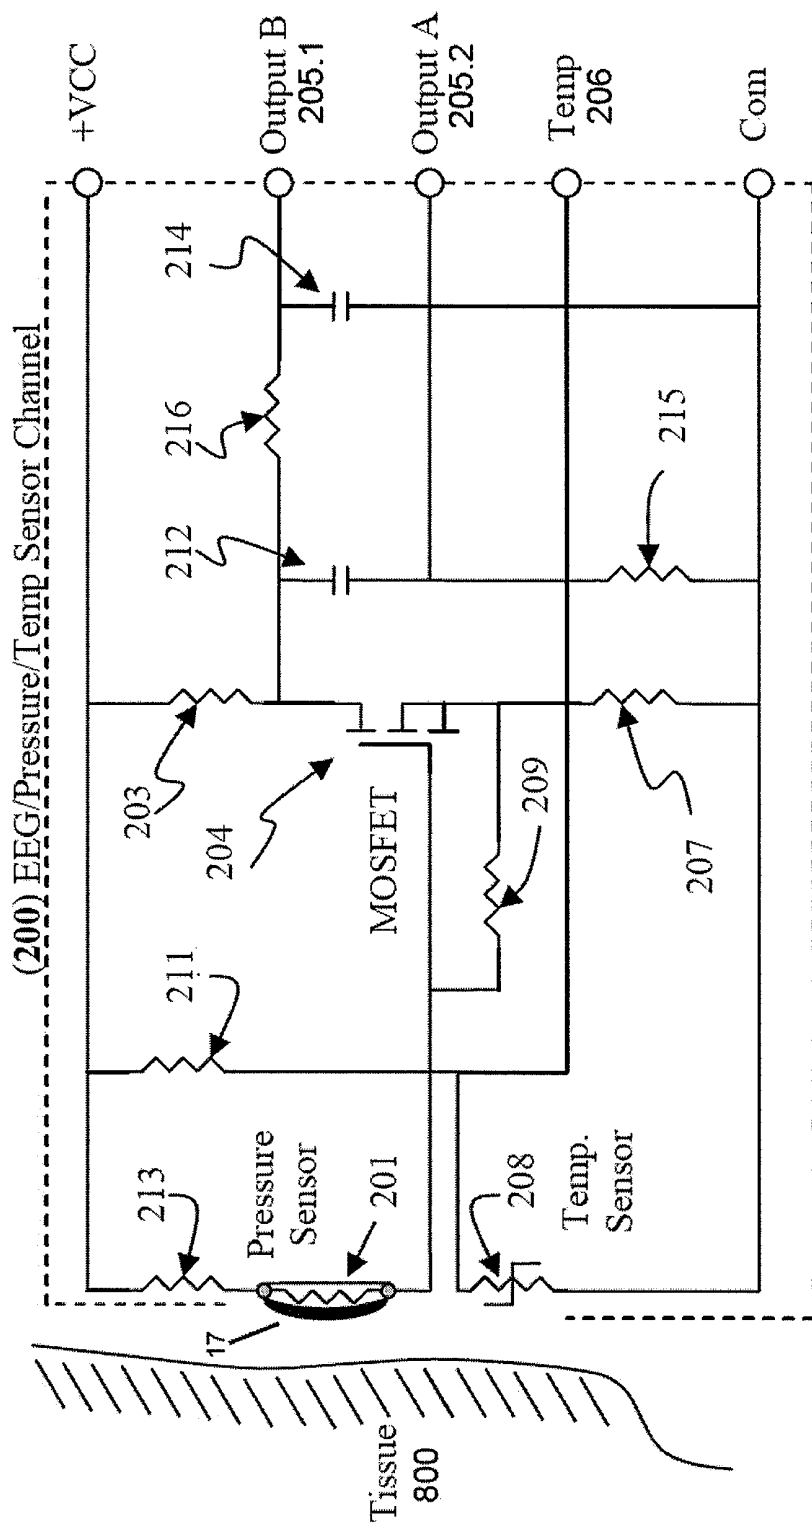 (200) EEG/Pressure/Temp Sensor Channel
+VCC
Output B
205.1
Output A
205.2
Temp
206
Com
214
216
212
215
203
204
MOSFET
209
207
211
213
Pressure
Sensor
201
208
Temp.
Sensor
17
Tissue
800